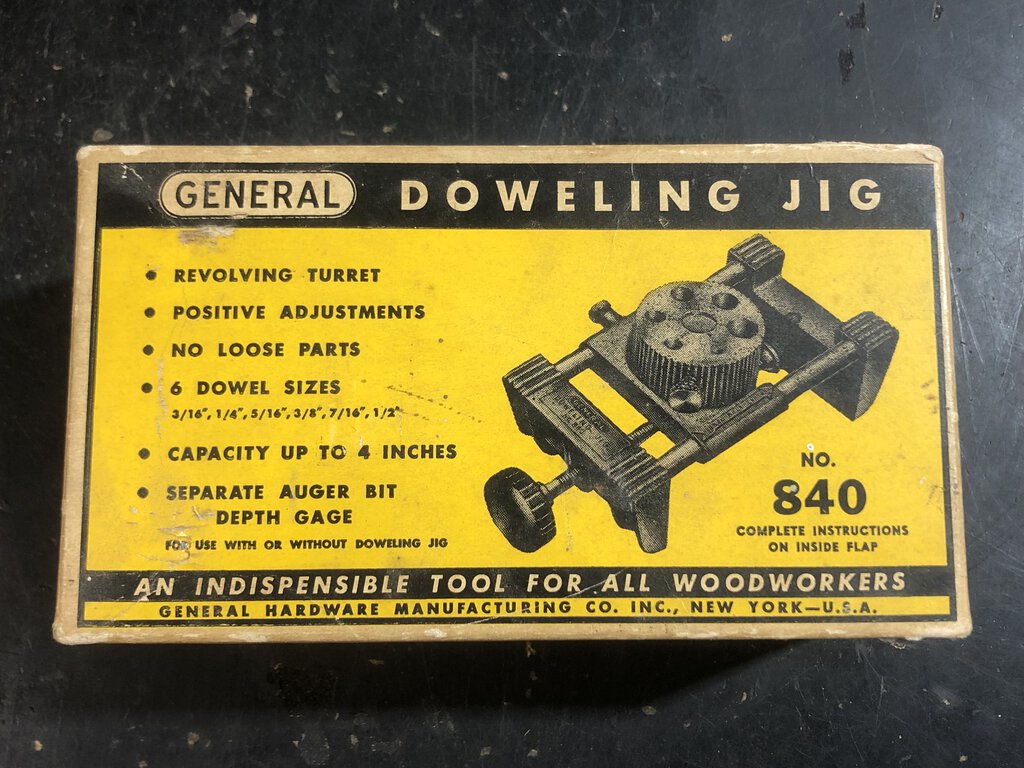 GENERAL DOWELING JIG
• REVOLVING TURRET
• POSITIVE ADJUSTMENTS
• NO LOOSE PARTS
• 6 DOWEL SIZES
3/16", 1/4", 5/16", 3/8", 7/16", 1/2"
• CAPACITY UP TO 4 INCHES
• SEPARATE AUGER BIT
DEPTH GAGE
FOR USE WITH OR WITHOUT DOWELING JIG
GENERAL
NO.
840
COMPLETE INSTRUCTIONS
ON INSIDE FLAP
AN INDISPENSIBLE TOOL FOR ALL WOODWORKERS
GENERAL HARDWARE MANUFACTURING CO. INC., NEW YORK—U.S.A.